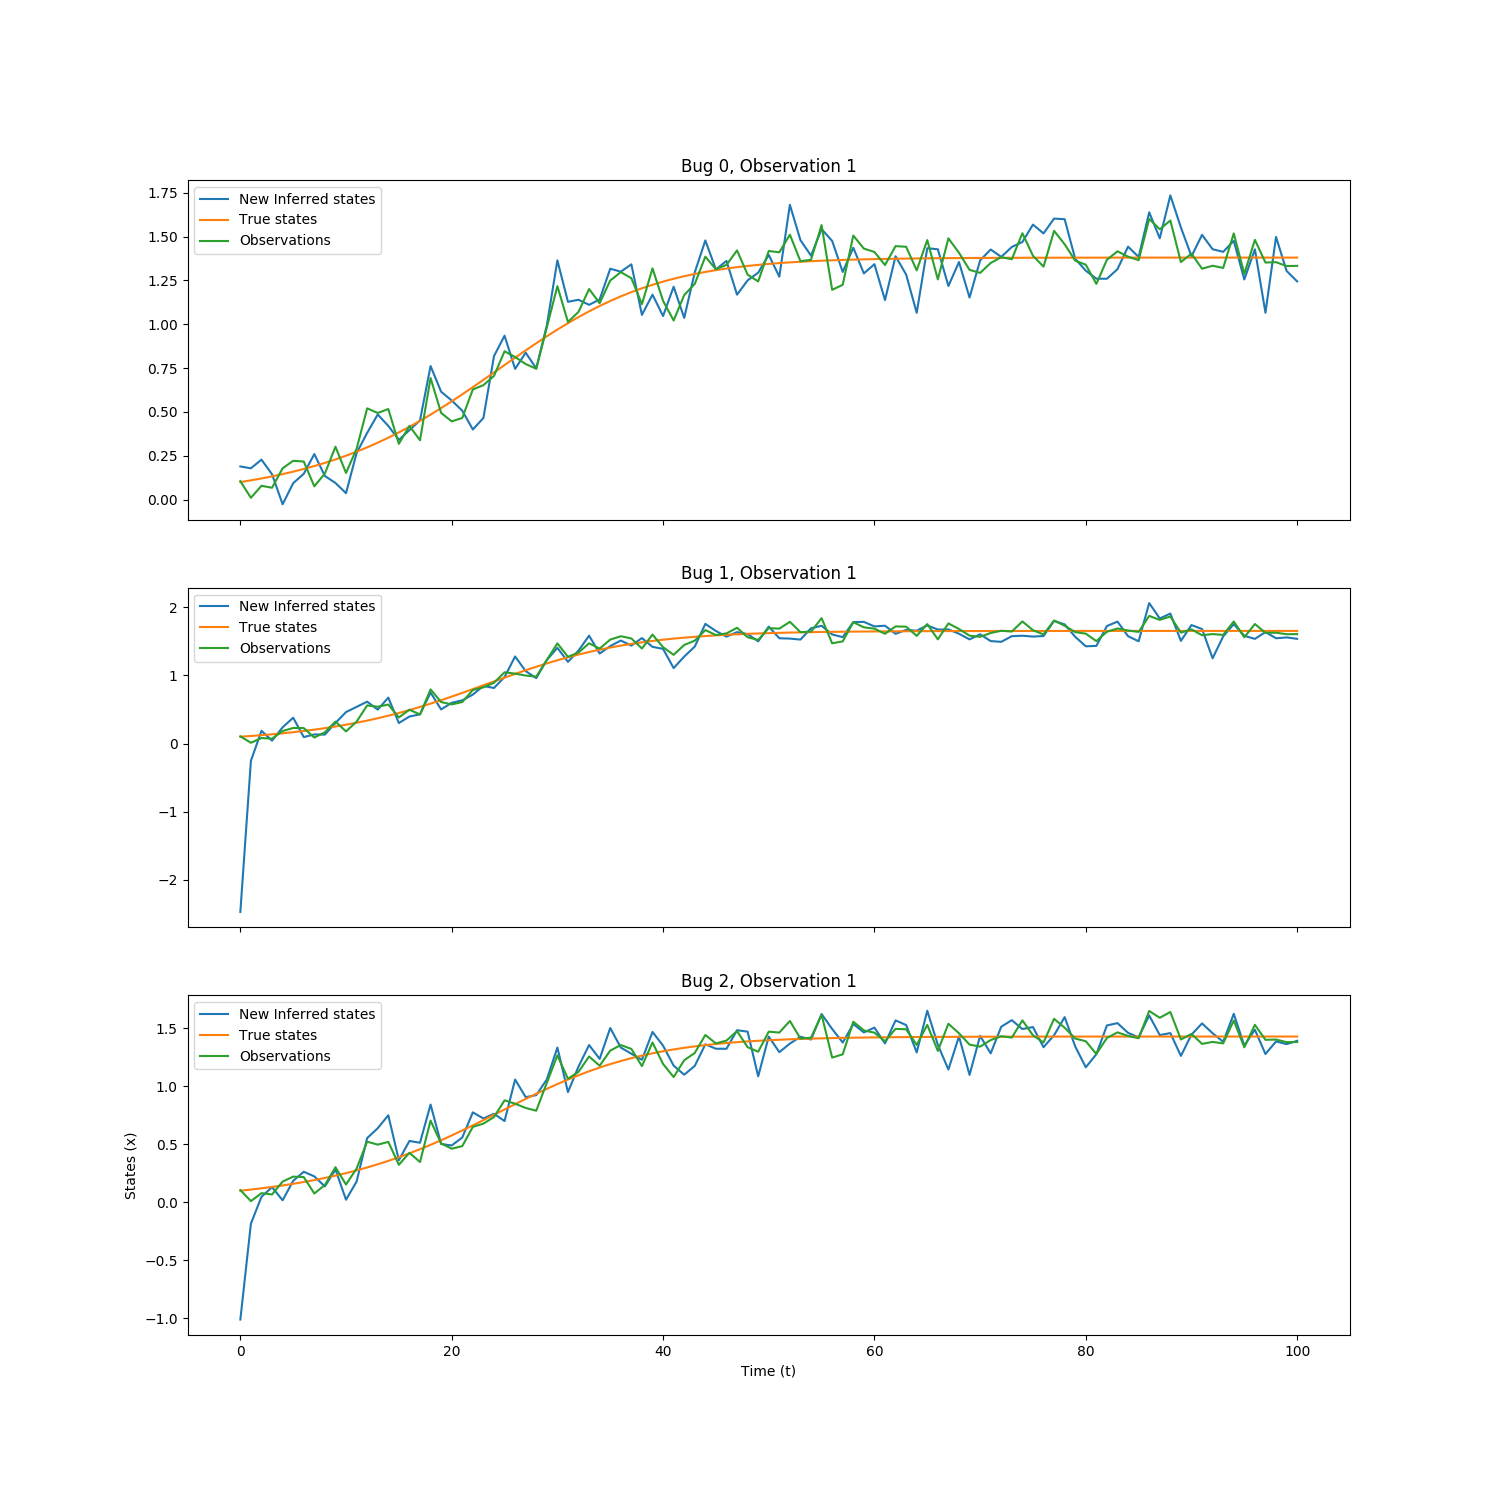 Bug 0, Observation 1
1.75
1.50
1.25
1.00
0.75
0.50
0.25
0.00
New Inferred states
True states
Observations
Bug 1, Observation 1
2
1
0
−1
−2
New Inferred states
True states
Observations
Bug 2, Observation 1
1.5
1.0
0.5
0.0
−0.5
−1.0
States (x)
New Inferred states
True states
Observations
0 20 40 60 80 100
Time (t)